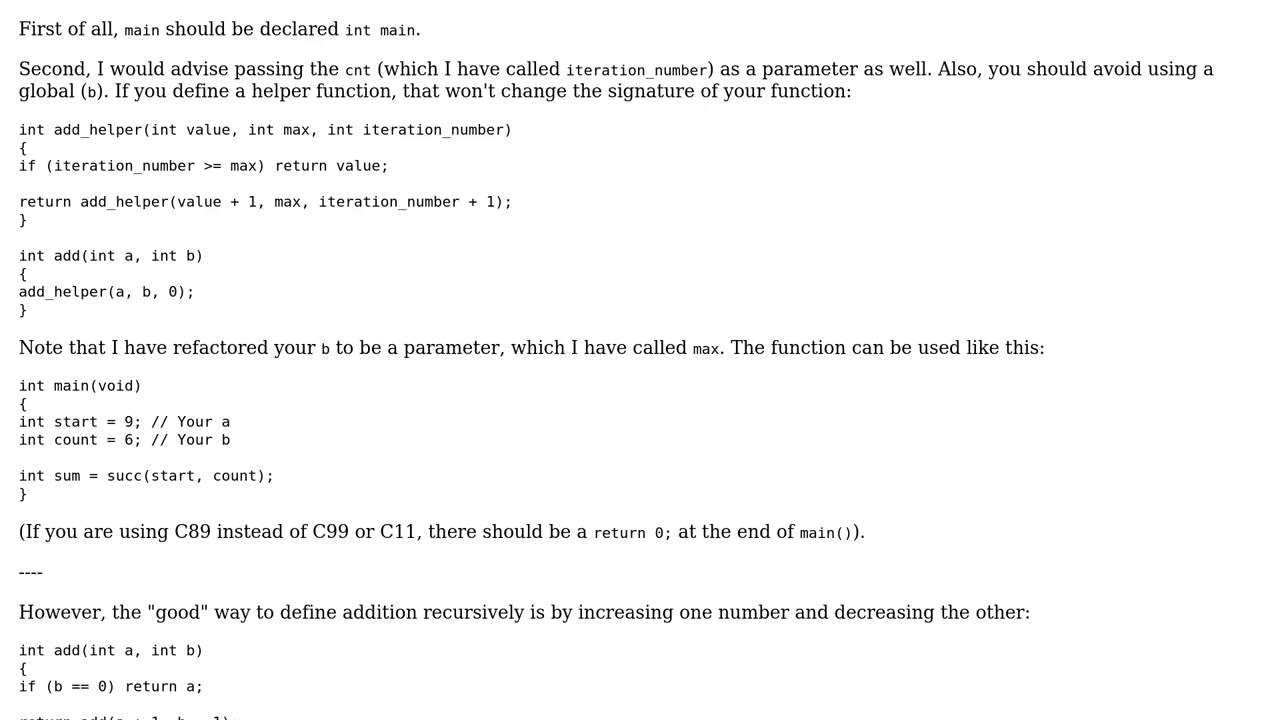 First of all, main should be declared int main.
Second, I would advise passing the cnt (which I have called iteration_number) as a parameter as well. Also, you should avoid using a
global (b). If you define a helper function, that won't change the signature of your function:
int add_helper(int value, int max, int iteration_number)
{
if (iteration_number >= max) return value;
return add_helper(value + 1, max, iteration_number + 1);
}
int add(int a, int b)
{
add_helper(a, b, 0);
}
Note that I have refactored your b to be a parameter, which I have called max. The function can be used like this:
int main(void)
{
int start = 9; // Your a
int count = 6; // Your b
int sum = succ(start, count);
}
(If you are using C89 instead of C99 or C11, there should be a return 0; at the end of main()).
----
However, the "good" way to define addition recursively is by increasing one number and decreasing the other:
int add(int a, int b)
{
if (b == 0) return a;